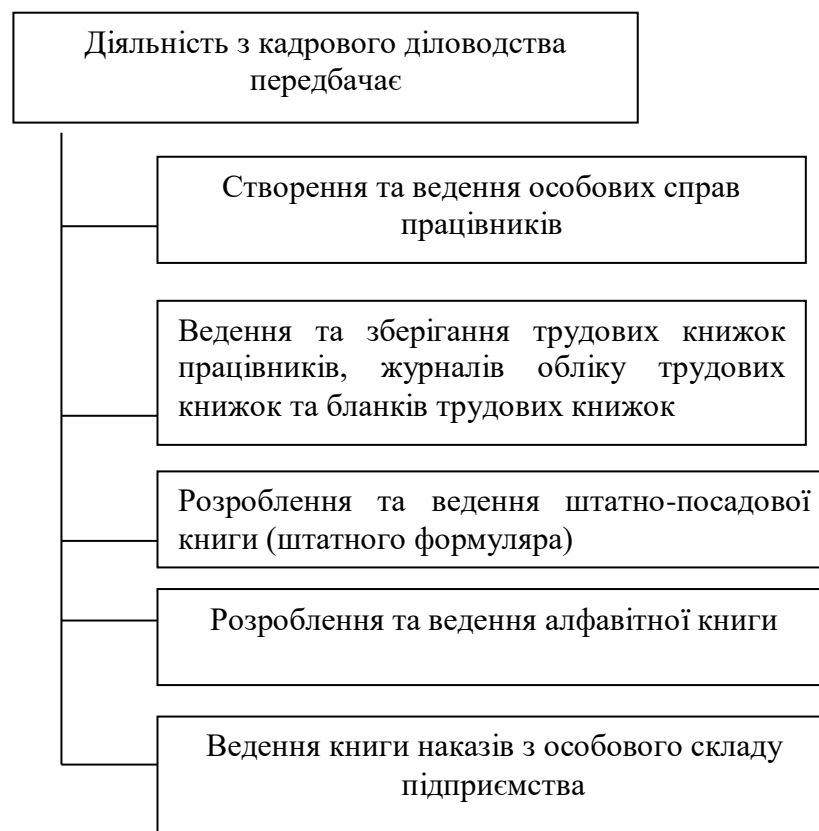 Діяльність з кадрового діловодства
передбачає
Створення та ведення особових справ
працівників
Ведення та зберігання трудових книжок
працівників, журналів обліку трудових
книжок та бланків трудових книжок
Розроблення та ведення штатно-посадової
книги (штатного формуляра)
Розроблення та ведення алфавітної книги
Ведення книги наказів з особового складу
підприємства